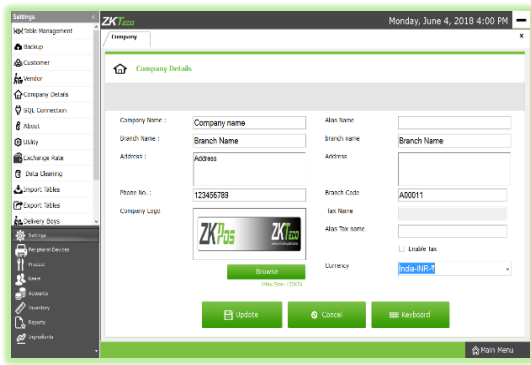 Settings
ZKTeco
Monday, June 4, 2018 4:00 PM
Table Management
Company
Backup
Customer
Company Details
Vendor
Company Details
SQL Connection
About
Utility
Exchange Rate
Data Cleaning
Import Tables
Export Tables
Delivery Boys
Company Name :
Company name
Alias Name
Branch Name :
Branch Name
branch name
Branch Name
Address :
Address
Address
Phone No. :
123456789
Branch Code
A00011
Company Logo
ZKPos
ZKTeco
Tax Name
Alias Tax name
Enable Tax
Browse
Currency
India-INR-₹
Settings
Peripheral Devices
Product
Users
Accounts
Inventory
Reports
Ingredients
Update
Cancel
Keyboard
Main Menu